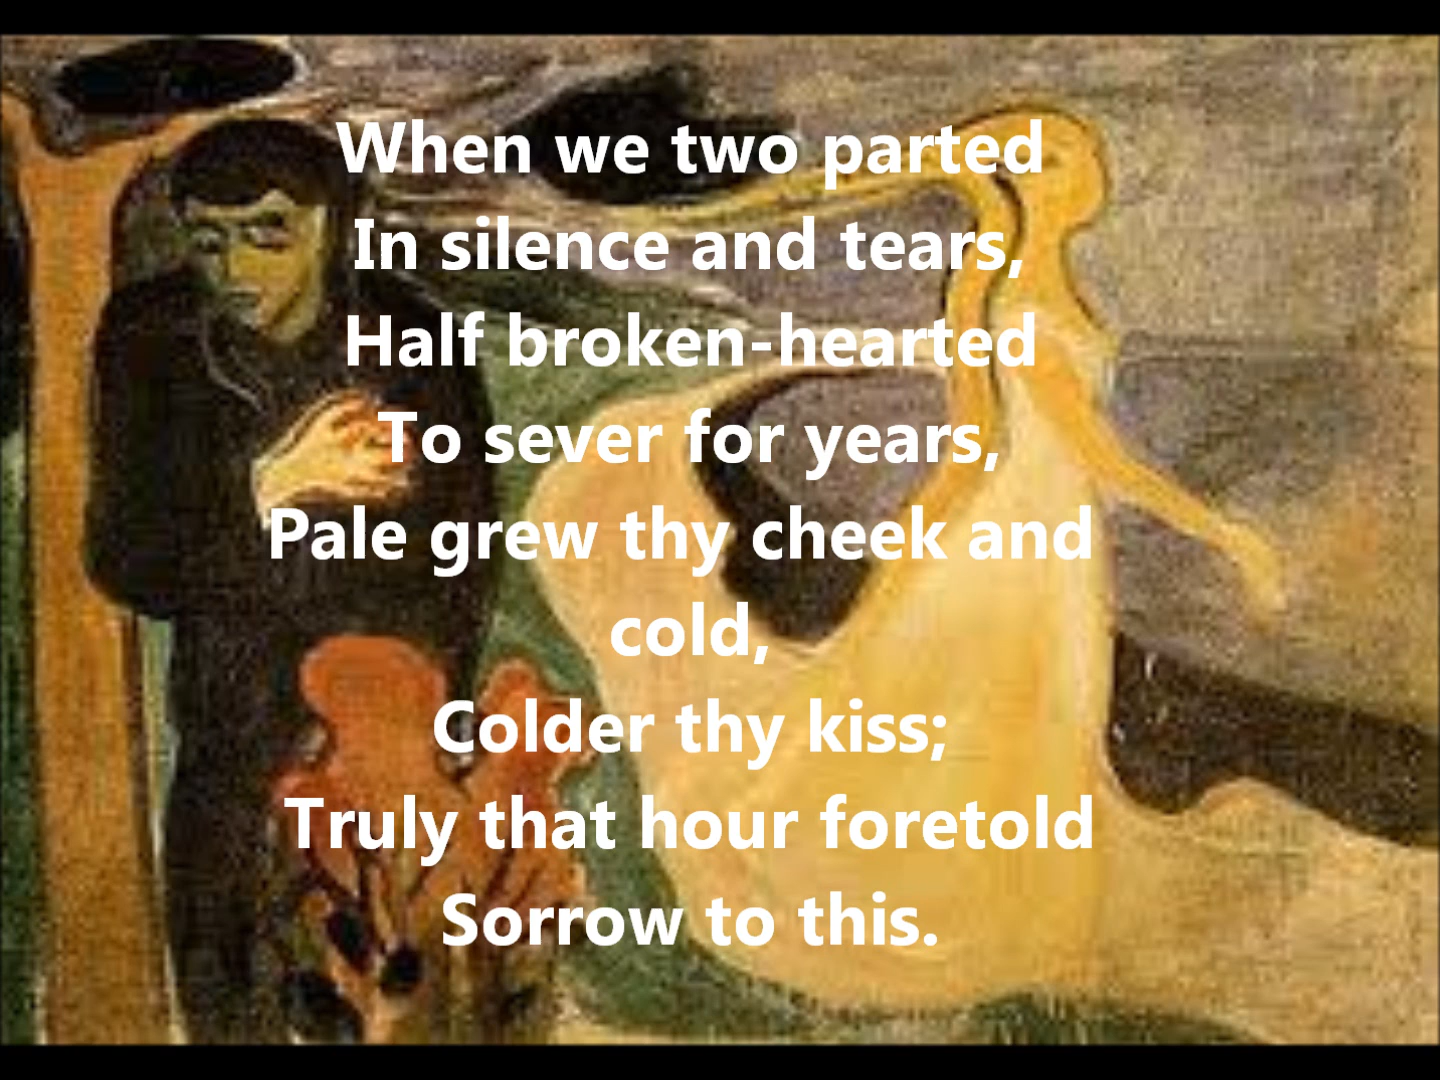 When we two parted
In silence and tears,
Half broken-hearted
To sever for years,
Pale grew thy cheek and
cold,
Colder thy kiss;
Truly that hour foretold
Sorrow to this.